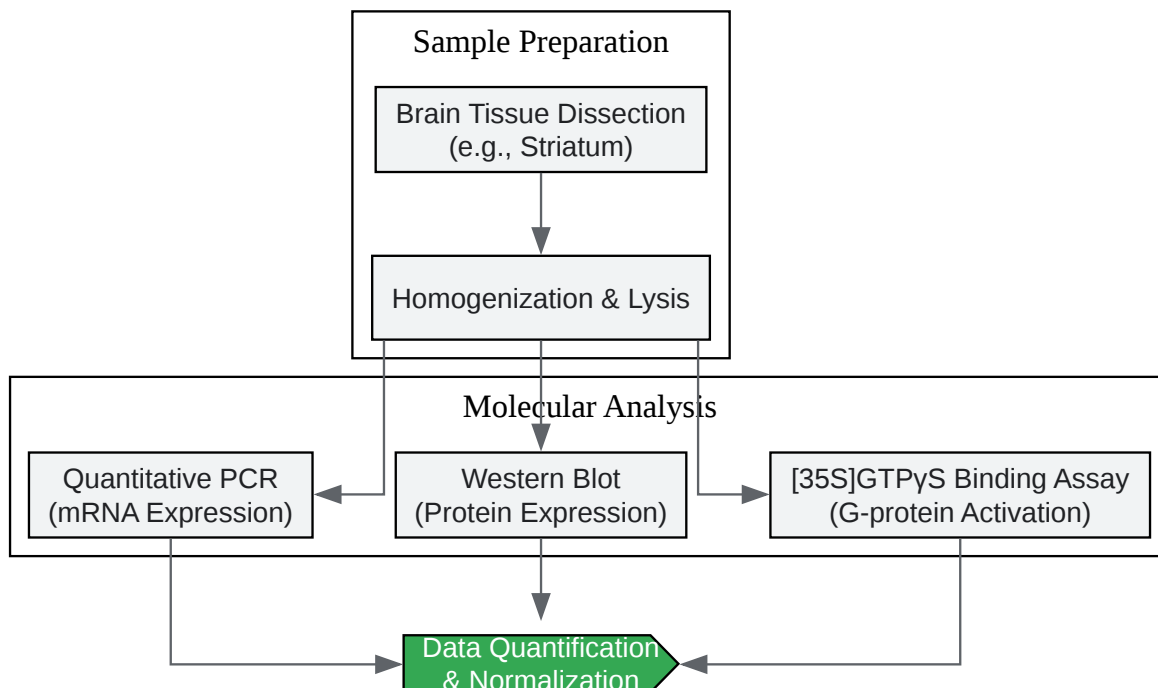 Sample Preparation
Brain Tissue Dissection
(e.g., Striatum)
Homogenization & Lysis
Molecular Analysis
Quantitative PCR
(mRNA Expression)
Western Blot
(Protein Expression)
[35S]GTPγS Binding Assay
(G-protein Activation)
Data Quantification
& Normalization